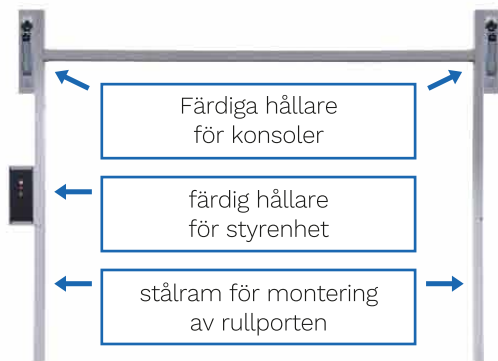 Färdiga hållare
för konsoler
färdig hållare
för styrenhet
stålram för montering
av rullporten